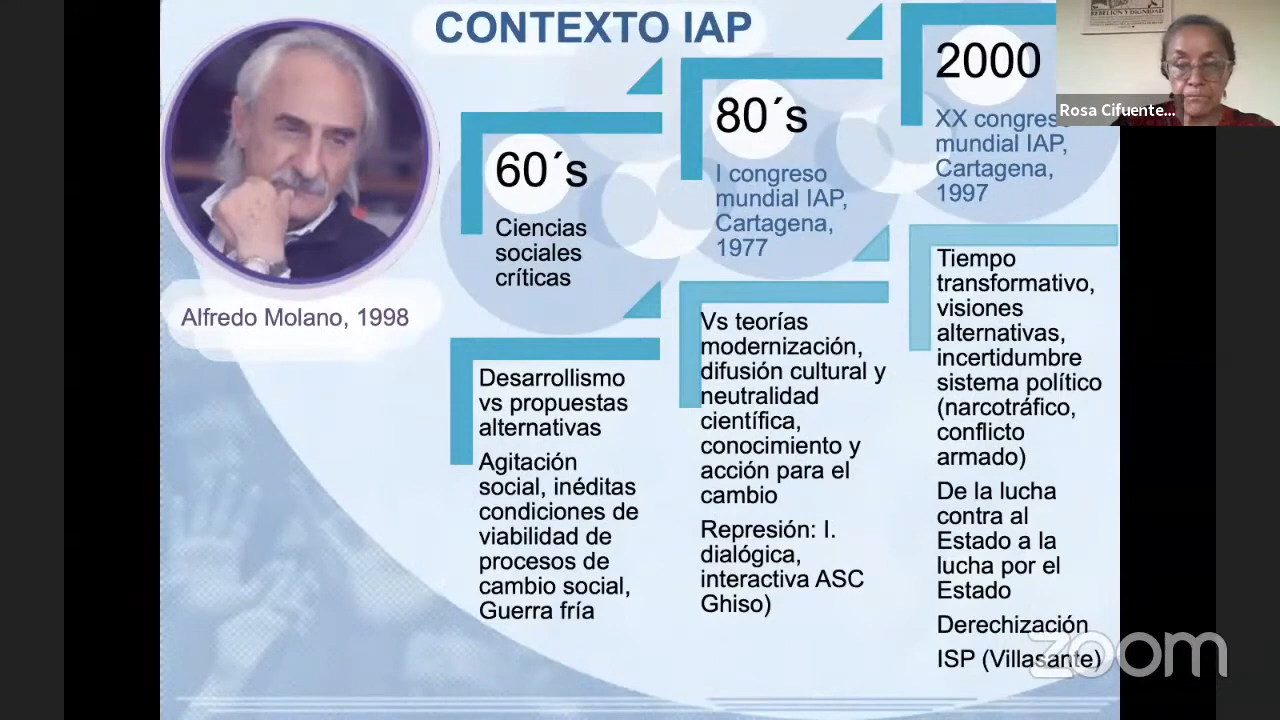 CONTEXTO IAP
Alfredo Molano, 1998
60´s
Ciencias
sociales
críticas
Desarrollismo
vs propuestas
alternativas
Agitación
social, inéditas
condiciones de
viabilidad de
procesos de
cambio social,
Guerra fría
80´s
I congreso
mundial IAP,
Cartagena,
1977
Vs teorías
modernización,
difusión cultural y
neutralidad
científica,
conocimiento y
acción para el
cambio
Represión: I.
dialógica,
interactiva ASC
Ghiso)
2000
XX congreso
mundial IAP,
Cartagena,
1997
Tiempo
transformativo,
visiones
alternativas,
incertidumbre
sistema político
(narcotráfico,
conflicto
armado)
De la lucha
contra al
Estado a la
lucha por el
Estado
Derechización
ISP (Villasante)
REBELIÓN Y DIGNIDAD
Rosa Cifuente...
zoom